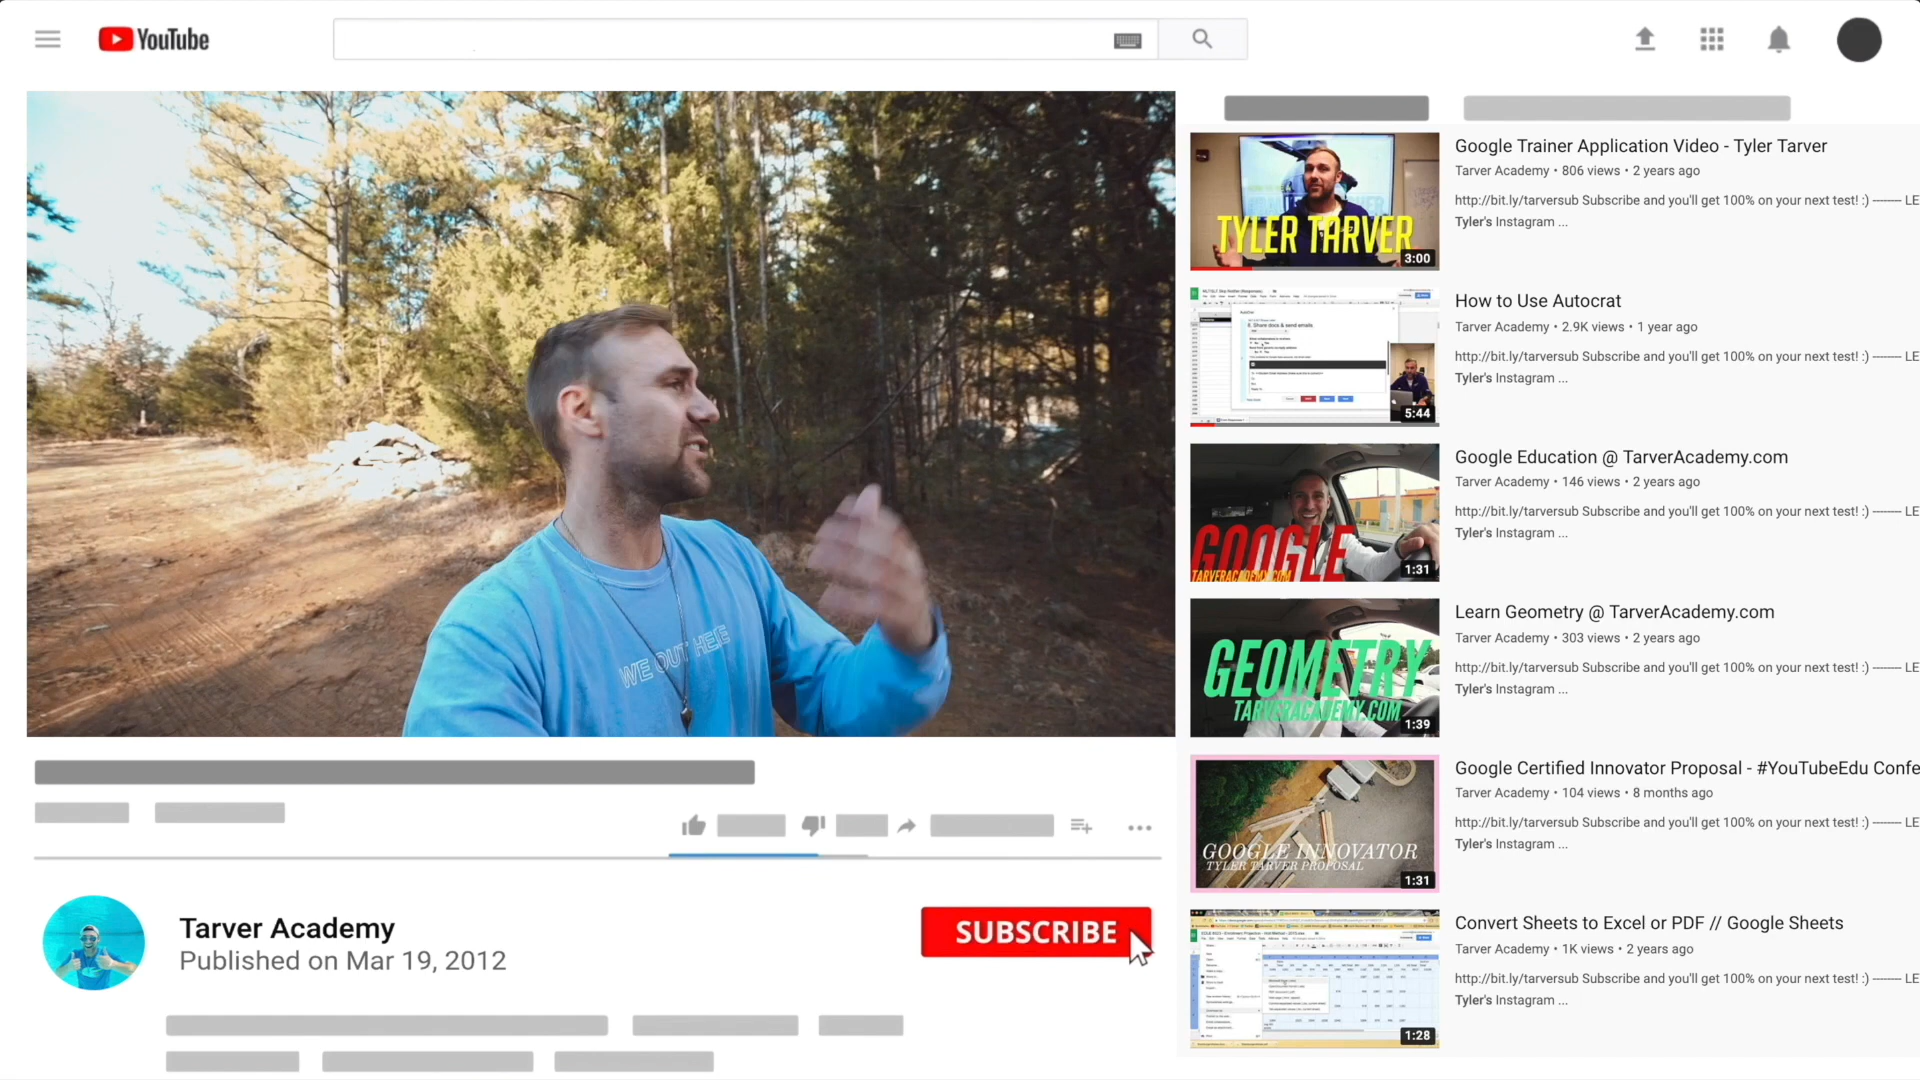 YouTube
WE OUT HERE
Tarver Academy
Published on Mar 19, 2012
SUBSCRIBE
TYLER TARVER
3:00
Google Trainer Application Video - Tyler Tarver
Tarver Academy • 806 views • 2 years ago
http://bit.ly/tarversub Subscribe and you'll get 100% on your next test! :) -------- LE
Tyler's Instagram ...
8. Share docs & send emails
5:44
How to Use Autocrat
Tarver Academy • 2.9K views • 1 year ago
http://bit.ly/tarversub Subscribe and you'll get 100% on your next test! :) -------- LE
Tyler's Instagram ...
GOOGLE
TARVERACADEMY.COM
1:31
Google Education @ TarverAcademy.com
Tarver Academy • 146 views • 2 years ago
http://bit.ly/tarversub Subscribe and you'll get 100% on your next test! :) -------- LE
Tyler's Instagram ...
GEOMETRY
TARVERACADEMY.COM
1:39
Learn Geometry @ TarverAcademy.com
Tarver Academy • 303 views • 2 years ago
http://bit.ly/tarversub Subscribe and you'll get 100% on your next test! :) -------- LE
Tyler's Instagram ...
GOOGLE INNOVATOR
TYLER TARVER PROPOSAL
1:31
Google Certified Innovator Proposal - #YouTubeEdu Confe
Tarver Academy • 104 views • 8 months ago
http://bit.ly/tarversub Subscribe and you'll get 100% on your next test! :) -------- LE
Tyler's Instagram ...
1:28
Convert Sheets to Excel or PDF // Google Sheets
Tarver Academy • 1K views • 2 years ago
http://bit.ly/tarversub Subscribe and you'll get 100% on your next test! :) -------- LE
Tyler's Instagram ...